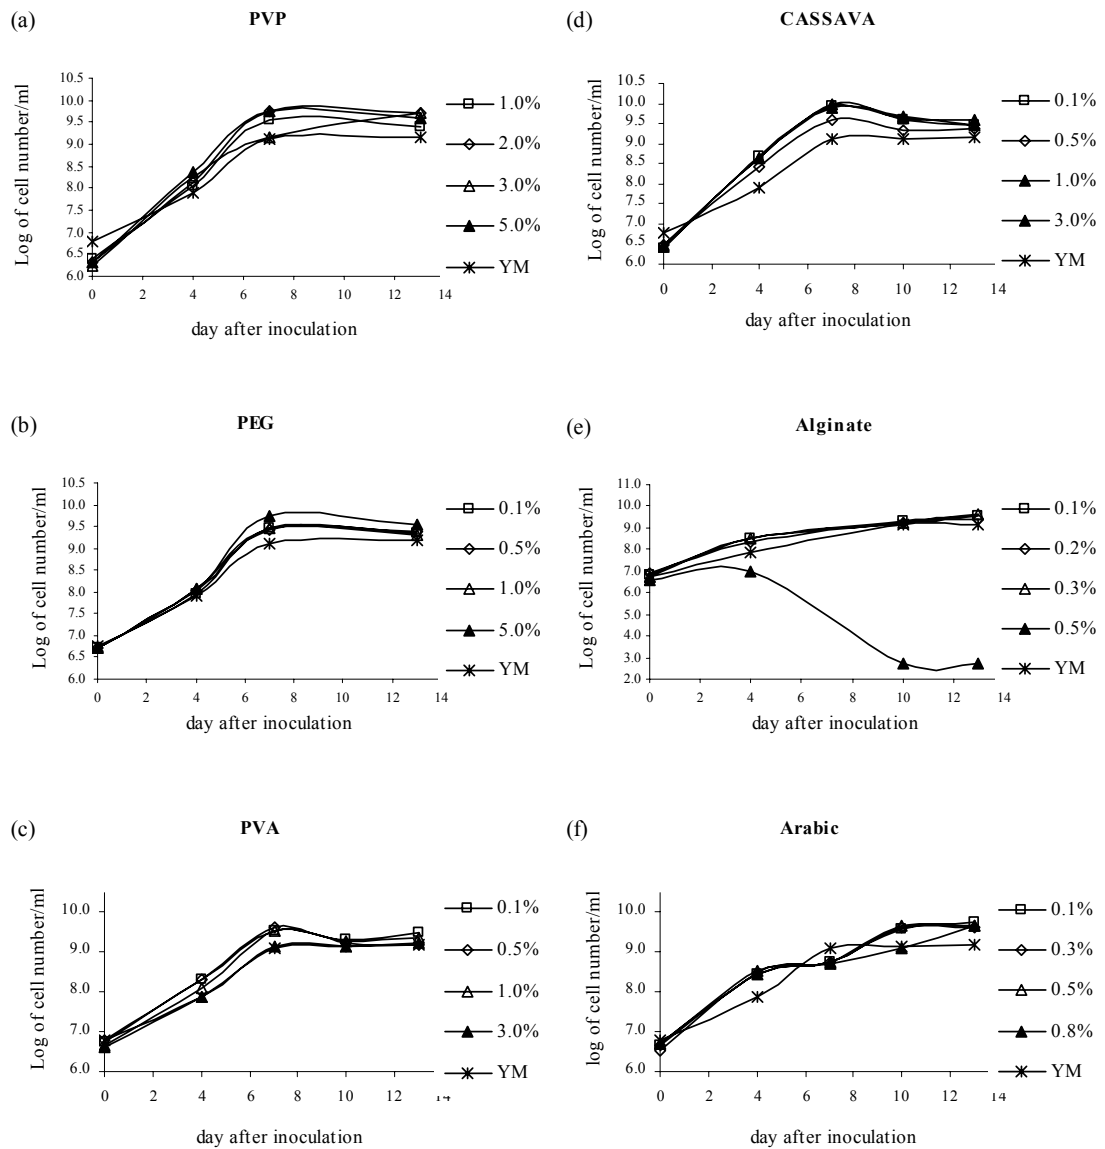 (a) PVP
Log of cell number/ml
10.5
10.0
9.5
9.0
8.5
8.0
7.5
7.0
6.5
6.0
0 2 4 6 8 10 12 14
day after inoculation
1.0%
2.0%
3.0%
5.0%
YM
(d) CASSAVA
Log of cell number/ml
10.5
10.0
9.5
9.0
8.5
8.0
7.5
7.0
6.5
6.0
0 2 4 6 8 10 12 14
day after inoculation
0.1%
0.5%
1.0%
3.0%
YM
(b) PEG
Log of cell number/ml
10.5
10.0
9.5
9.0
8.5
8.0
7.5
7.0
6.5
6.0
0 2 4 6 8 10 12 14
day after inoculation
0.1%
0.5%
1.0%
5.0%
YM
(e) Alginate
Log of cell number/ml
11.0
10.0
9.0
8.0
7.0
6.0
5.0
4.0
3.0
2.0
0 2 4 6 8 10 12 14
day after inoculation
0.1%
0.2%
0.3%
0.5%
YM
(c) PVA
Log of cell number/ml
10.0
9.0
8.0
7.0
6.0
0 2 4 6 8 10 12 14
day after inoculation
0.1%
0.5%
1.0%
3.0%
YM
(f) Arabic
log of cell number/ml
10.0
9.0
8.0
7.0
6.0
0 2 4 6 8 10 12 14
day after inoculation
0.1%
0.3%
0.5%
0.8%
YM